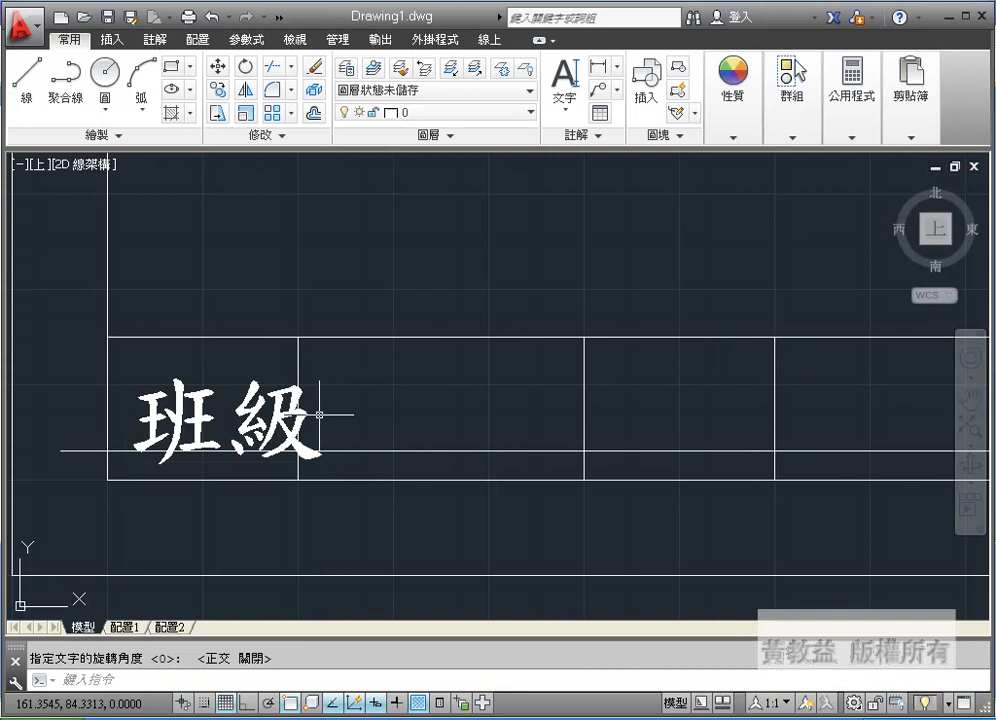 Drawing1.dwg
鍵入關鍵字或詞組
登入
常用 插入 註解 配置 參數式 檢視 管理 輸出 外掛程式 線上
圖層狀態未儲存
0
線 聚合線 圓 弧 文字 插入 性質 群組 公用程式 剪貼簿
繪製 修改 圖層 註解 圖塊
[−][上][2D 線架構]
北
西 上 東
南
WCS
班級
Y
X
模型 配置1 配置2
黃教益 版權所有
指定文字的旋轉角度 <0>: <正交 關閉>
鍵入指令
161.3545, 84.3313, 0.0000
模型
1:1